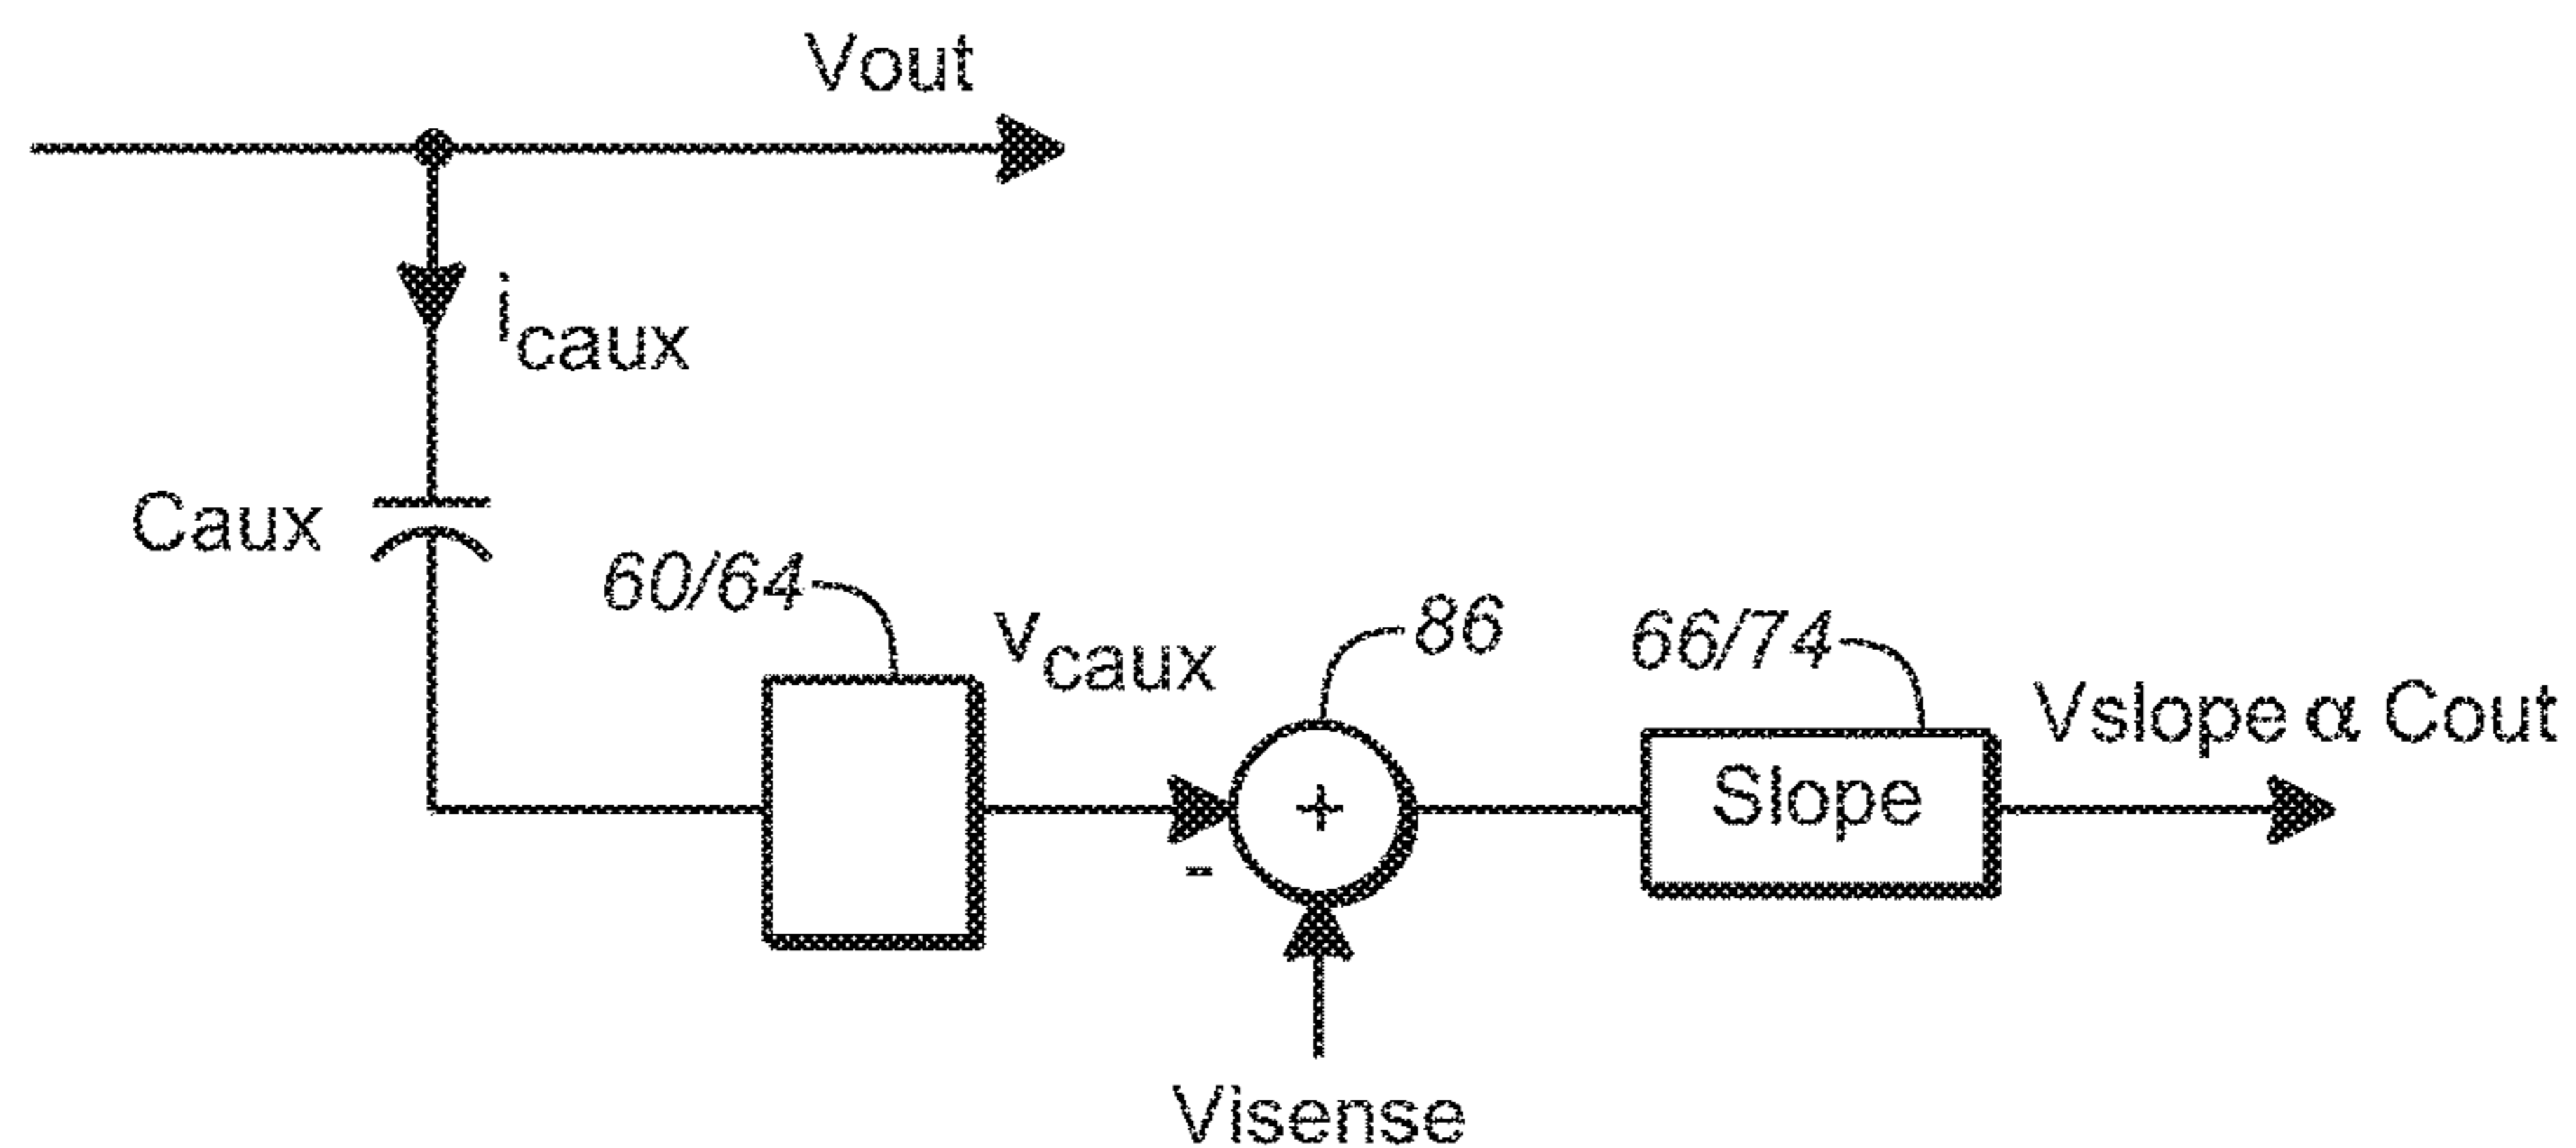 Vout
icaux
Caux
60/64
vcaux
86
66/74
Vslope α Cout
+
-
Slope
Visense